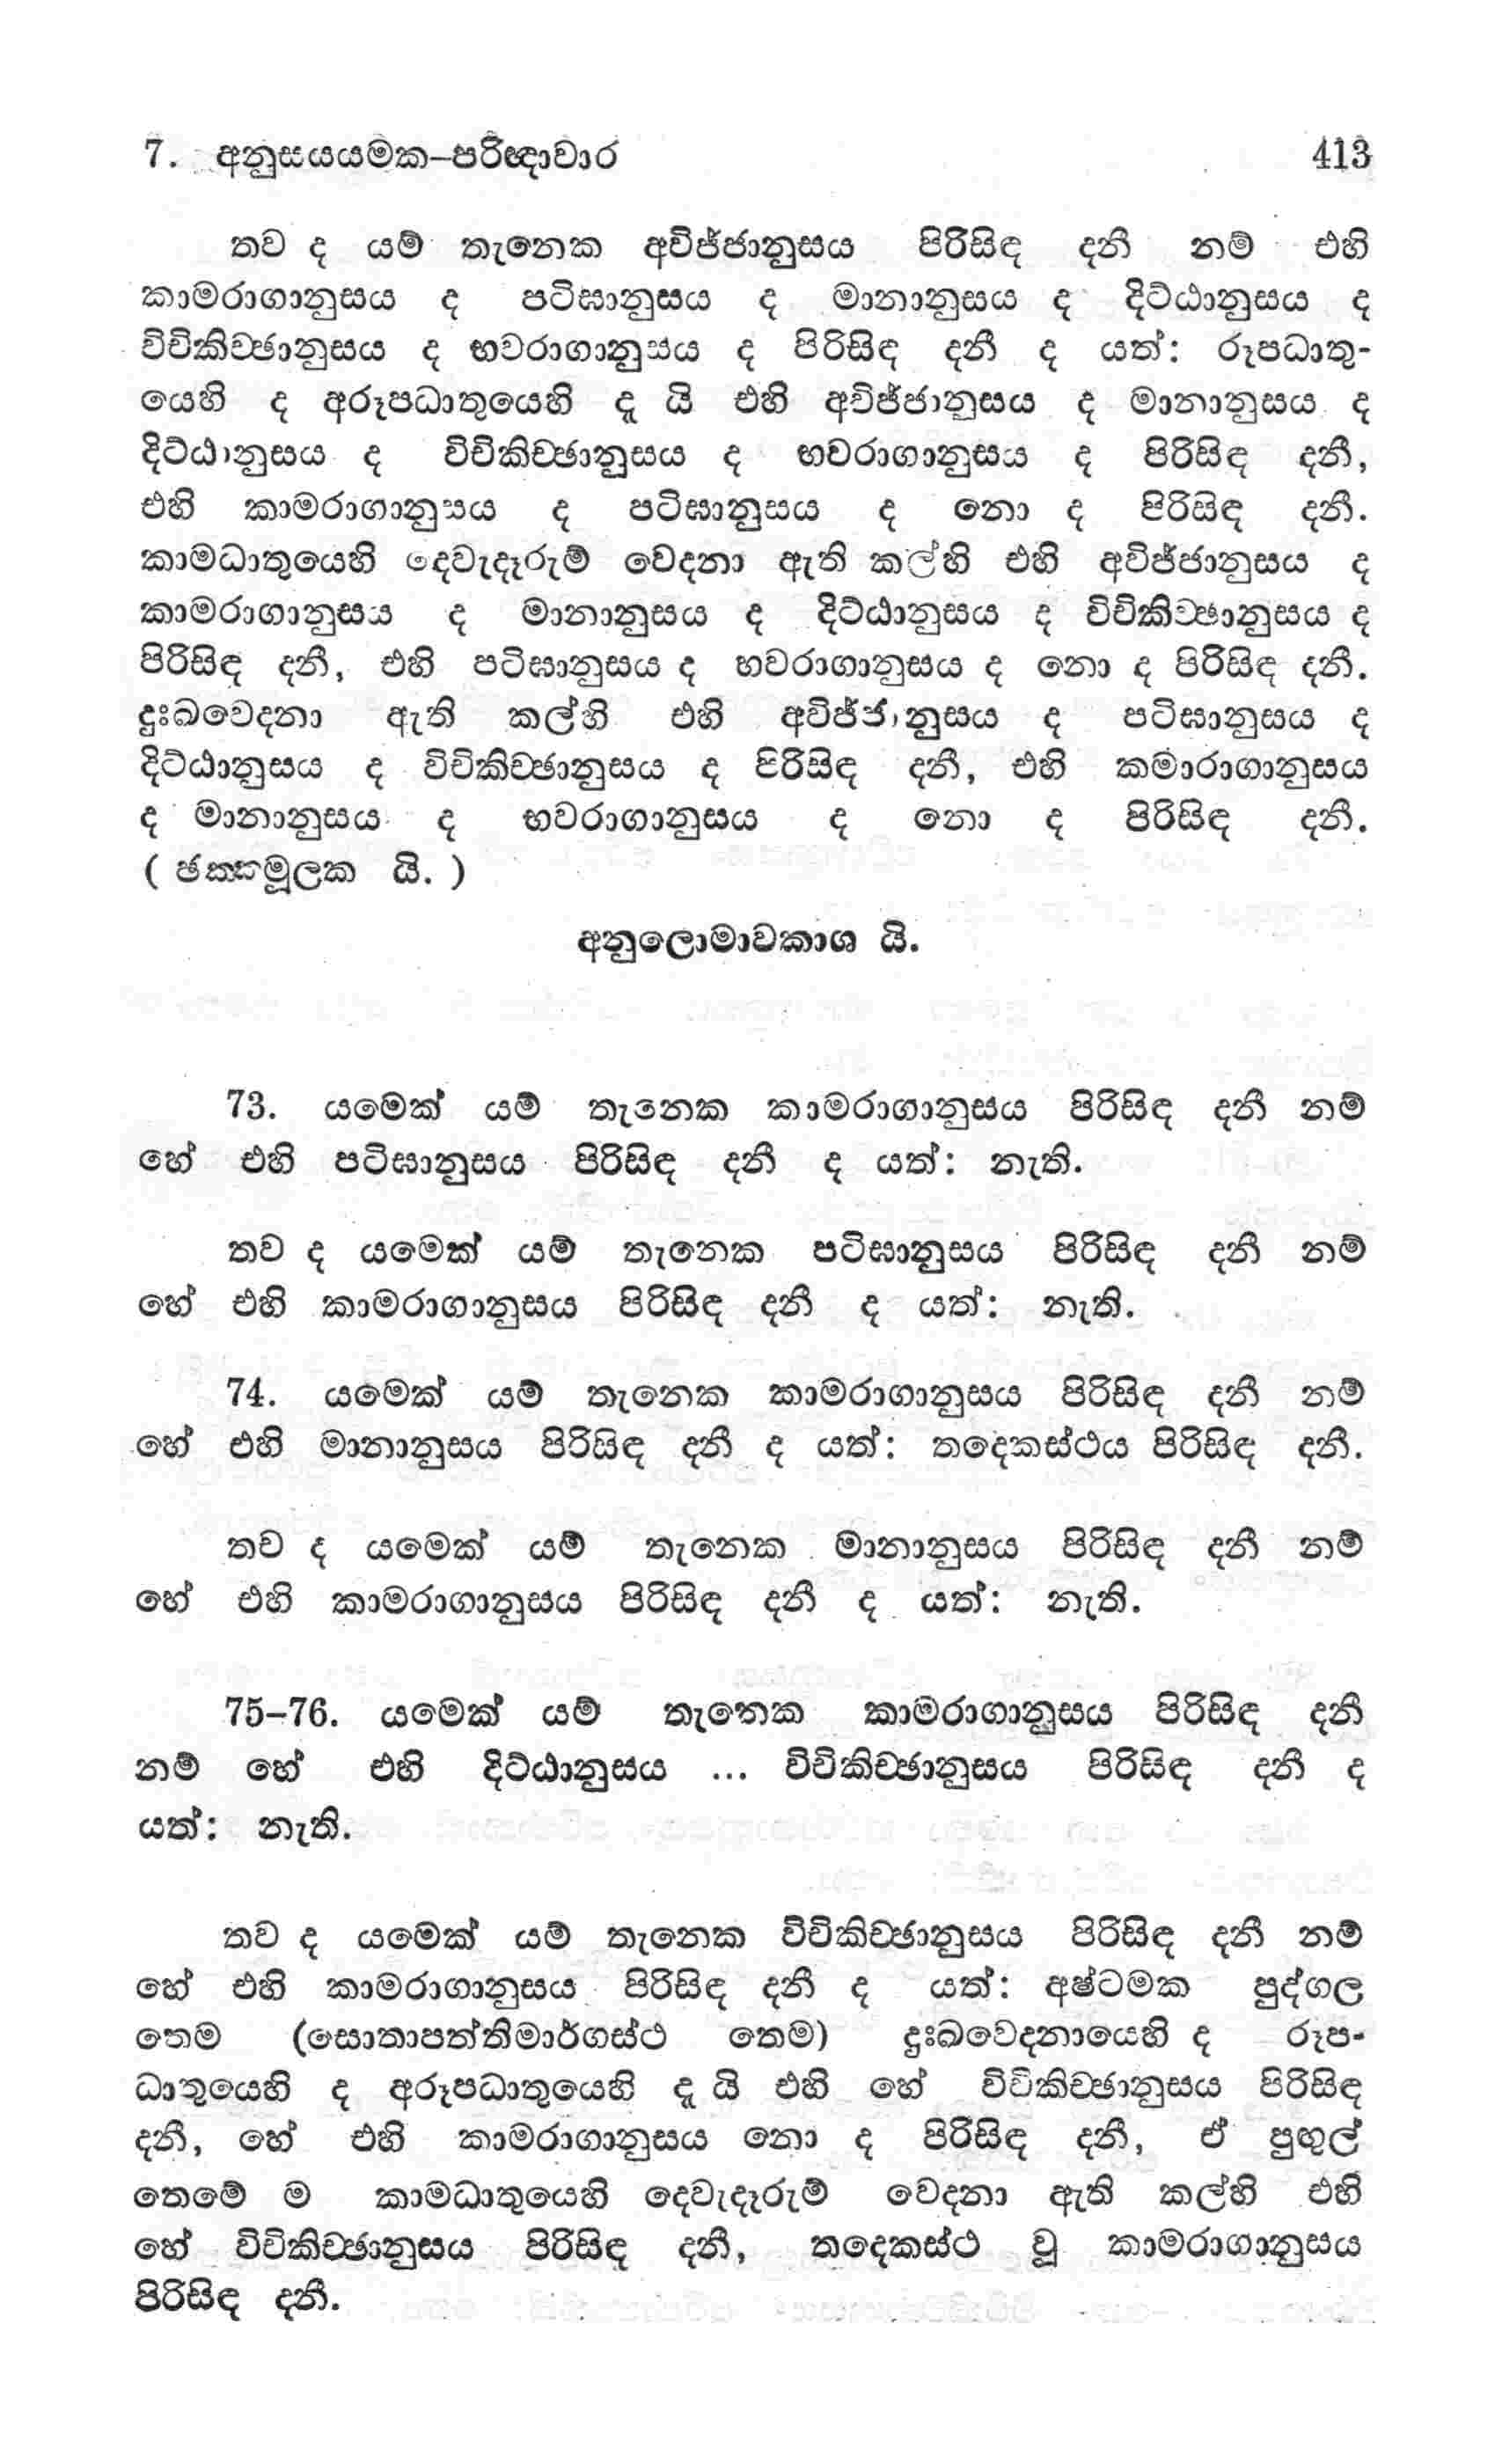 7. අනුසයයමක–පරිඤාවාර 413
තව ද යම් තැනෙක අවිජ්ජානුසය පිරිසිඳ දනී නම් එහි
කාමරාගානුසය ද පටිඝානුසය ද මානානුසය ද දිට්ඨානුසය ද
විචිකිච්ඡානුසය ද භවරාගානුසය ද පිරිසිඳ දනී ද යත්: රූපධාතු-
යෙහි ද අරූපධාතුයෙහි දැ යි එහි අවිජ්ජානුසය ද මානානුසය ද
දිට්ඨානුසය ද විචිකිච්ඡානුසය ද භවරාගානුසය ද පිරිසිඳ දනී,
එහි කාමරාගානුසය ද පටිඝානුසය ද නො ද පිරිසිඳ දනී.
කාමධාතුයෙහි දෙවැදෑරුම් වෙදනා ඇති කල්හි එහි අවිජ්ජානුසය ද
කාමරාගානුසය ද මානානුසය ද දිට්ඨානුසය ද විචිකිච්ඡානුසය ද
පිරිසිඳ දනී, එහි පටිඝානුසය ද භවරාගානුසය ද නො ද පිරිසිඳ දනී.
දුඃඛවෙදනා ඇති කල්හි එහි අවිජ්ජානුසය ද පටිඝානුසය ද
දිට්ඨානුසය ද විචිකිච්ඡානුසය ද පිරිසිඳ දනී, එහි කමාරාගානුසය
ද මානානුසය ද භවරාගානුසය ද නො ද පිරිසිඳ දනී.
( ඡක්කමූලක යි. )
අනුලොමාවකාශ යි.
73. යමෙක් යම් තැනෙක කාමරාගානුසය පිරිසිඳ දනී නම්
හේ එහි පටිඝානුසය පිරිසිඳ දනී ද යත්: නැති.
තව ද යමෙක් යම් තැනෙක පටිඝානුසය පිරිසිඳ දනී නම්
හේ එහි කාමරාගානුසය පිරිසිඳ දනී ද යත්: නැති.
74. යමෙක් යම් තැනෙක කාමරාගානුසය පිරිසිඳ දනී නම්
හේ එහි මානානුසය පිරිසිඳ දනී ද යත්: තදෙකස්ථය පිරිසිඳ දනී.
තව ද යමෙක් යම් තැනෙක මානානුසය පිරිසිඳ දනී නම්
හේ එහි කාමරාගානුසය පිරිසිඳ දනී ද යත්: නැති.
75–76. යමෙක් යම් තැනෙක කාමරාගානුසය පිරිසිඳ දනී
නම් හේ එහි දිට්ඨානුසය ... විචිකිච්ඡානුසය පිරිසිඳ දනී ද
යත්: නැති.
තව ද යමෙක් යම් තැනෙක විචිකිච්ඡානුසය පිරිසිඳ දනී නම්
හේ එහි කාමරාගානුසය පිරිසිඳ දනී ද යත්: අෂ්ටමක පුද්ගල
තෙම (සොතාපත්තිමාර්ගස්ථ තෙම) දුඃඛවෙදනායෙහි ද රූප-
ධාතුයෙහි ද අරූපධාතුයෙහි දැ යි එහි හේ විචිකිච්ඡානුසය පිරිසිඳ
දනී, හේ එහි කාමරාගානුසය නො ද පිරිසිඳ දනී, ඒ පුඟුල්
තෙමේ ම කාමධාතුයෙහි දෙවැදෑරුම් වෙදනා ඇති කල්හි එහි
හේ විචිකිච්ඡානුසය පිරිසිඳ දනී, තදෙකස්ථ වූ කාමරාගානුසය
පිරිසිඳ දනී.